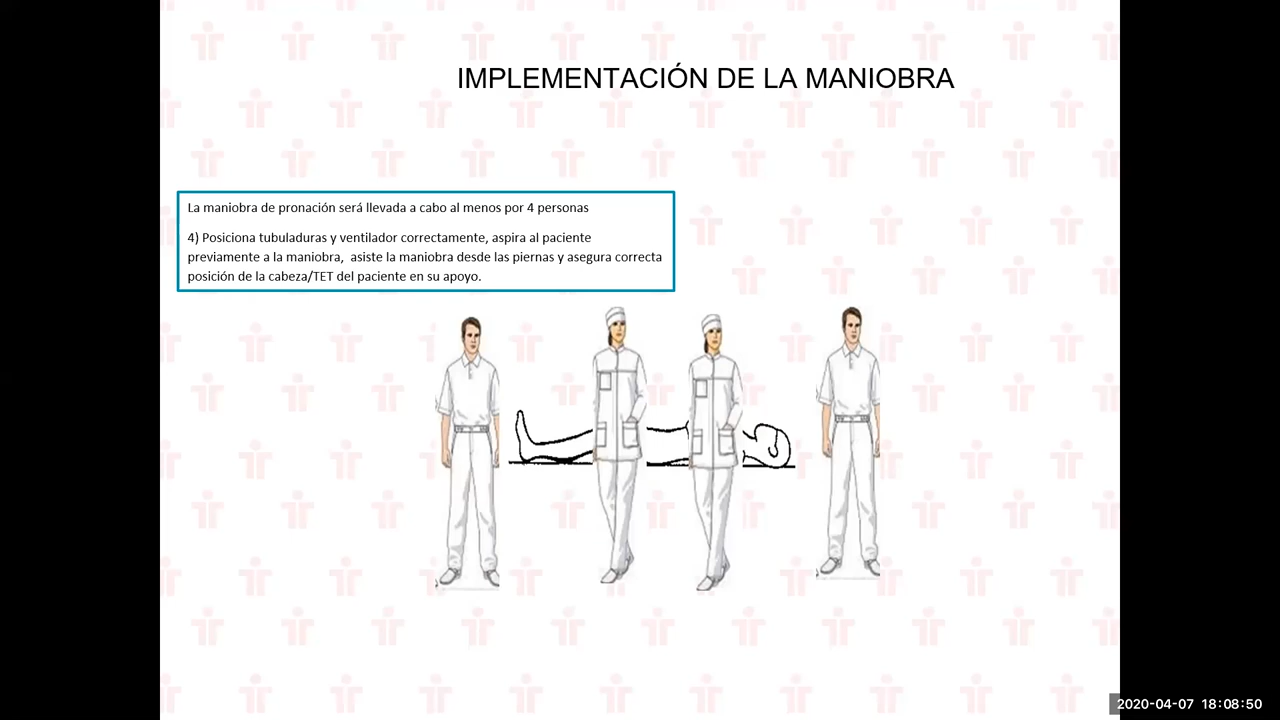 IMPLEMENTACIÓN DE LA MANIOBRA
La maniobra de pronación será llevada a cabo al menos por 4 personas
4) Posiciona tubuladuras y ventilador correctamente, aspira al paciente
previamente a la maniobra, asiste la maniobra desde las piernas y asegura correcta
posición de la cabeza/TET del paciente en su apoyo.
2020-04-07 18:08:50